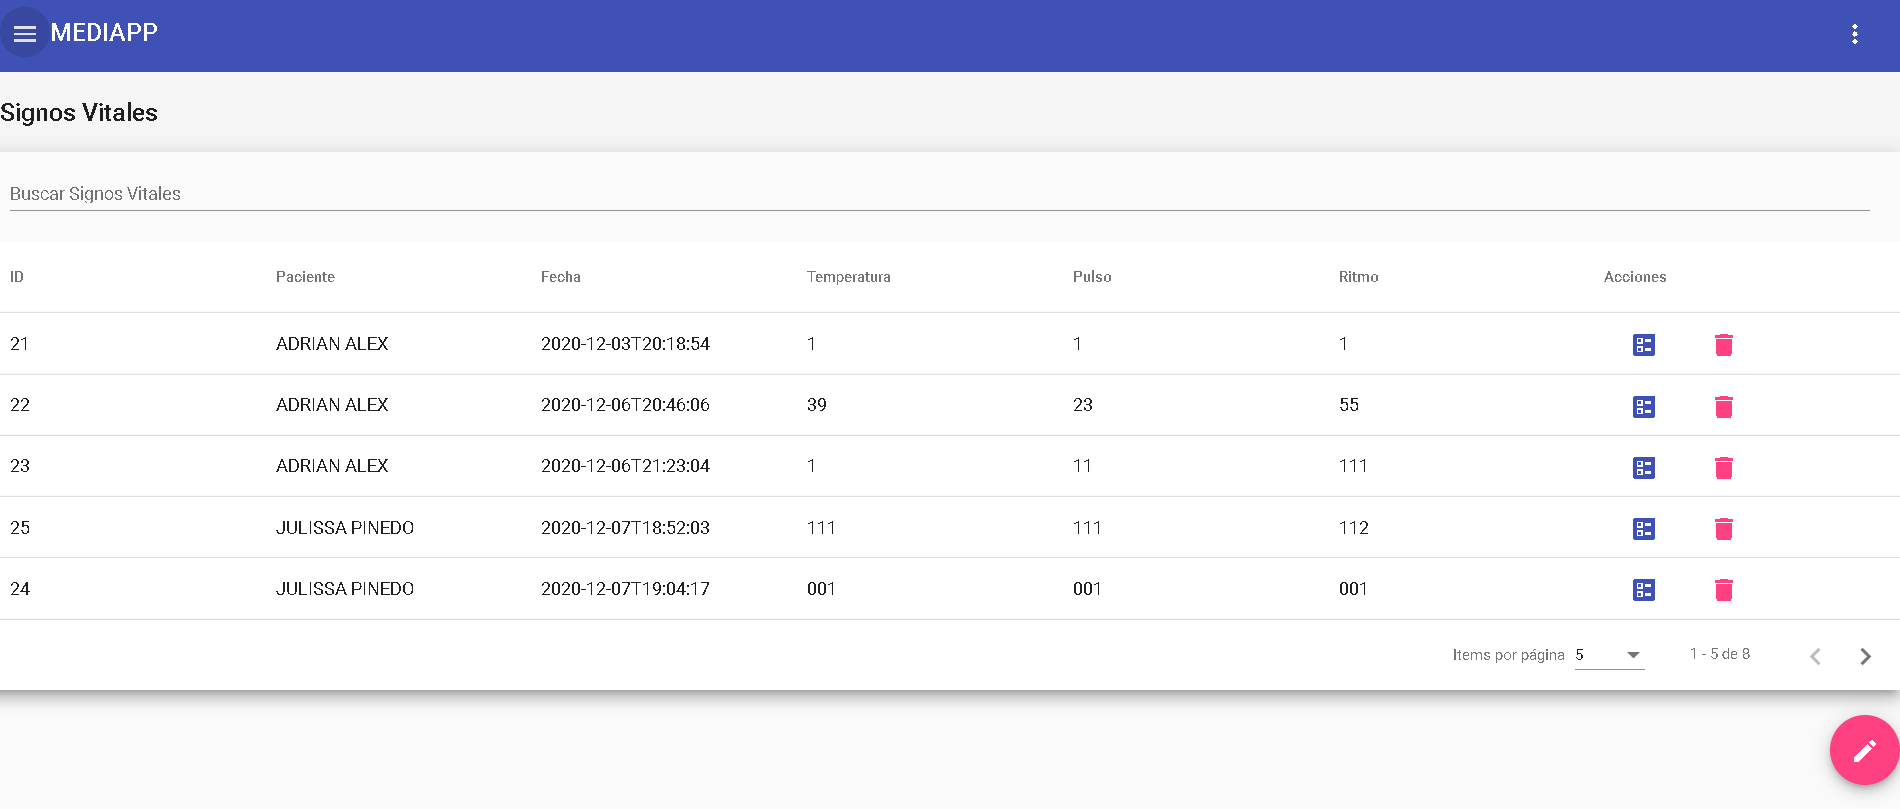 MEDIAPP
Signos Vitales
Buscar Signos Vitales
ID Paciente Fecha Temperatura Pulso Ritmo Acciones
21 ADRIAN ALEX 2020-12-03T20:18:54 1 1 1
22 ADRIAN ALEX 2020-12-06T20:46:06 39 23 55
23 ADRIAN ALEX 2020-12-06T21:23:04 1 11 111
25 JULISSA PINEDO 2020-12-07T18:52:03 111 111 112
24 JULISSA PINEDO 2020-12-07T19:04:17 001 001 001
Items por página 5 1 - 5 de 8